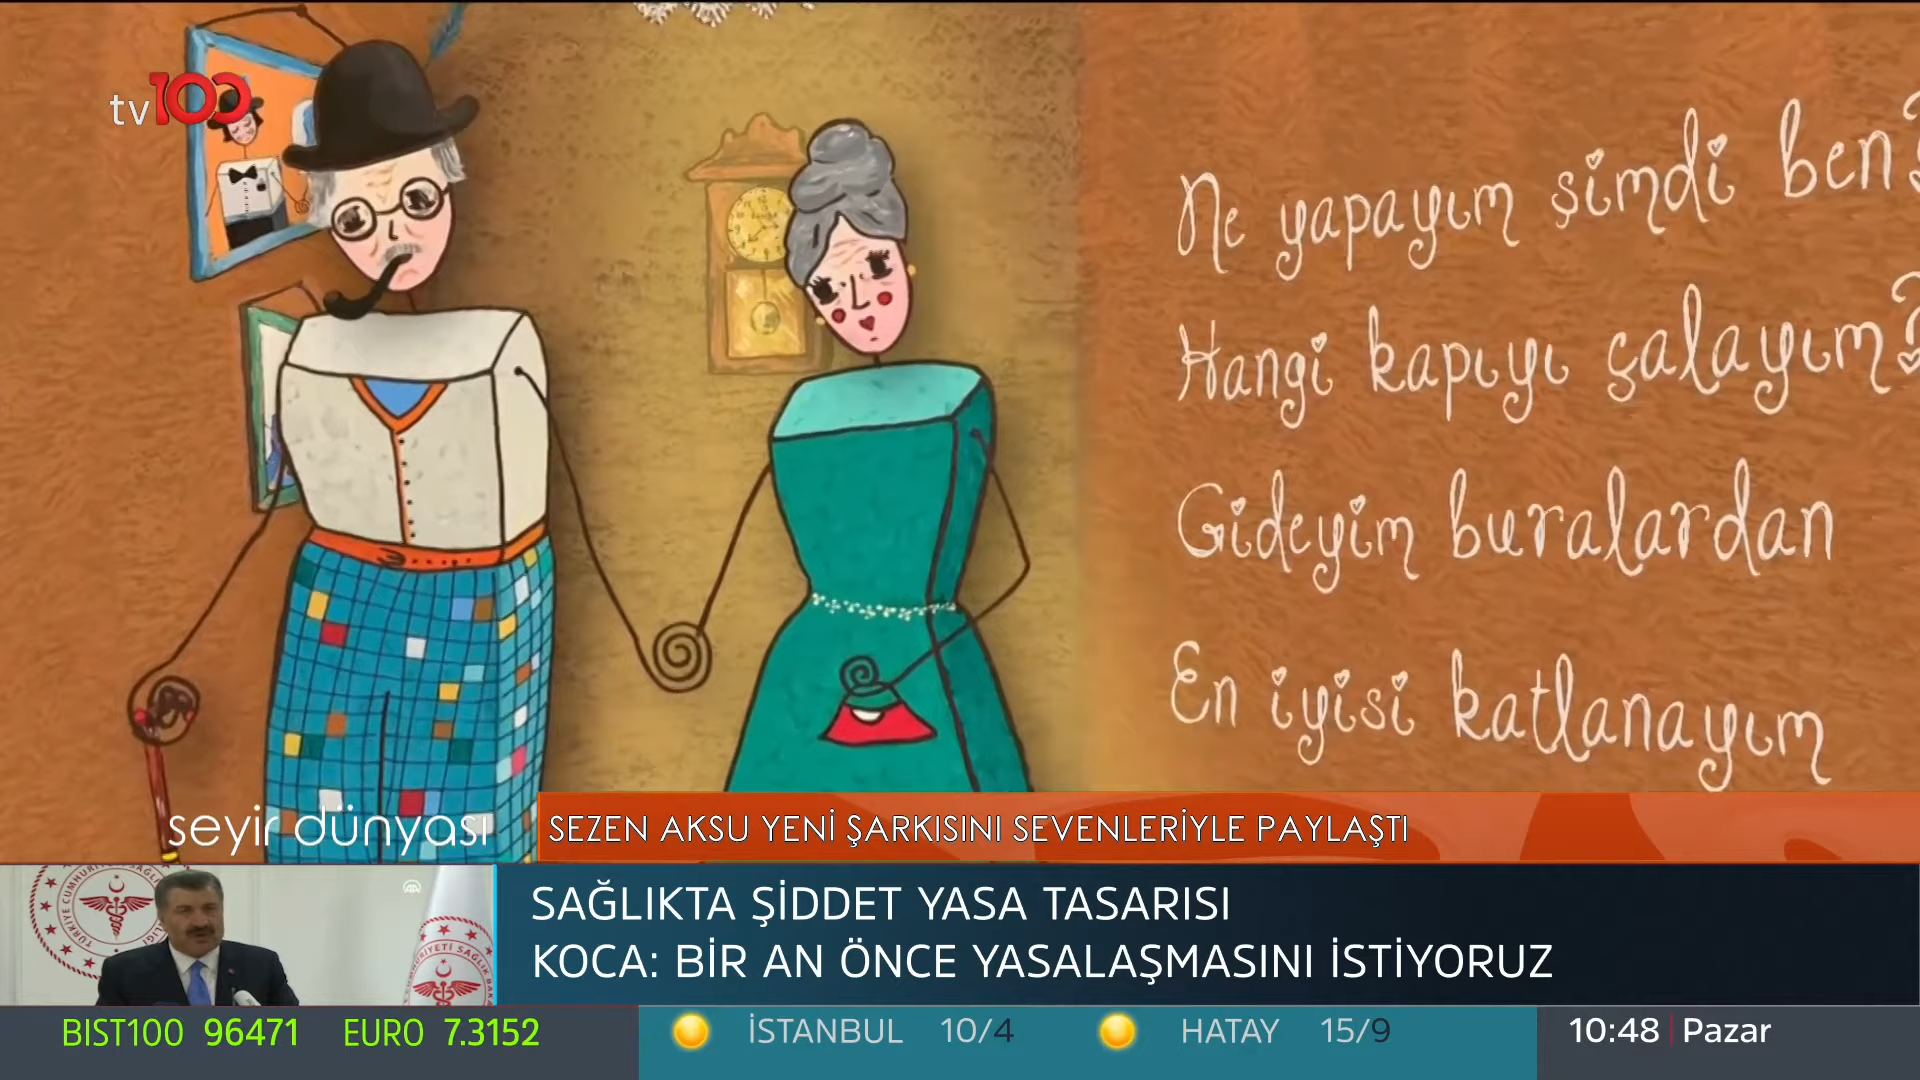 tv100
Ne yapayım şimdi ben?
Hangi kapıyı çalayım?
Gideyim buralardan
En iyisi katlanayım
seyir dünyası
SEZEN AKSU YENİ ŞARKISINI SEVENLERİYLE PAYLAŞTI
SAĞLIKTA ŞİDDET YASA TASARISI
KOCA: BİR AN ÖNCE YASALAŞMASINI İSTİYORUZ
BIST100 96471 EURO 7.3152
İSTANBUL 10/4 HATAY 15/9
10:48 Pazar